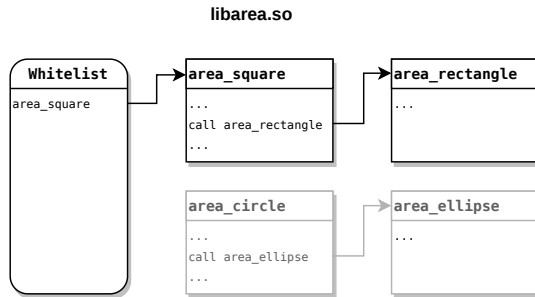 libarea.so
Whitelist
area_square
area_square
...
call area_rectangle
...
area_rectangle
...
area_circle
...
call area_ellipse
...
area_ellipse
...